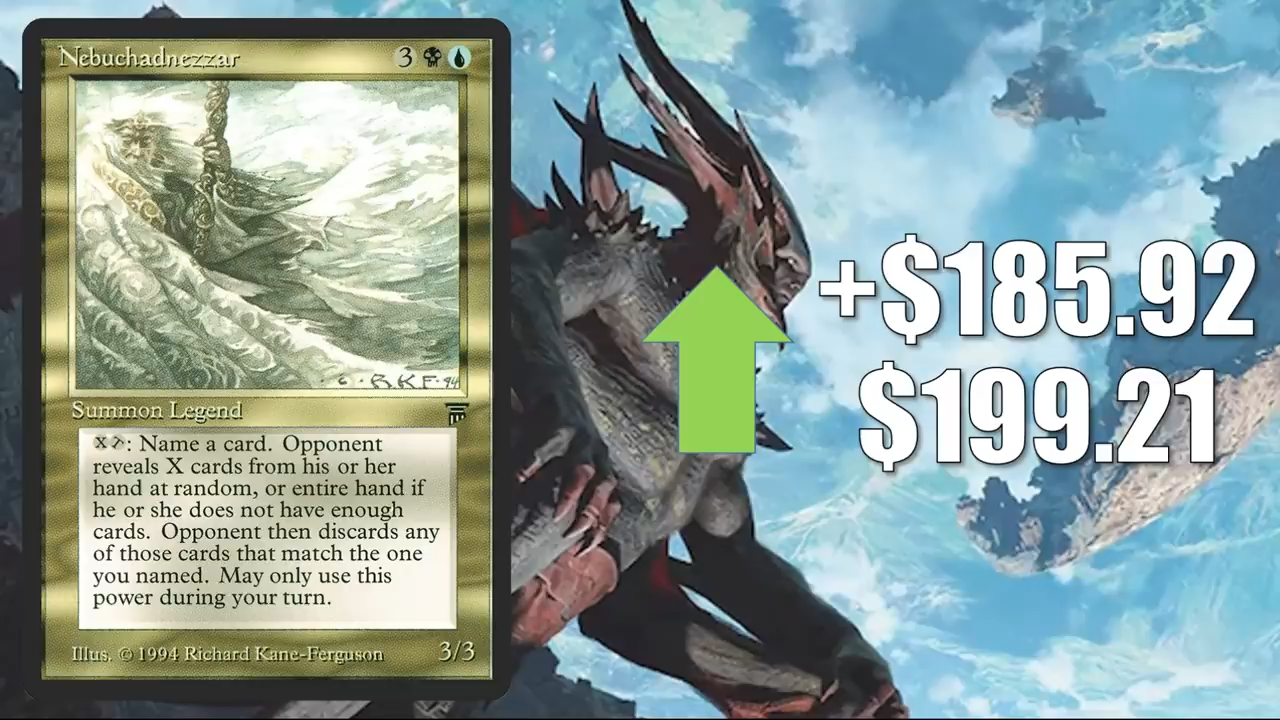 Nebuchadnezzar 3
Summon Legend
X: Name a card. Opponent
reveals X cards from his or her
hand at random, or entire hand if
he or she does not have enough
cards. Opponent then discards any
of those cards that match the one
you named. May only use this
power during your turn.
Illus. © 1994 Richard Kane-Ferguson 3/3
RKF·94
+$185.92
$199.21